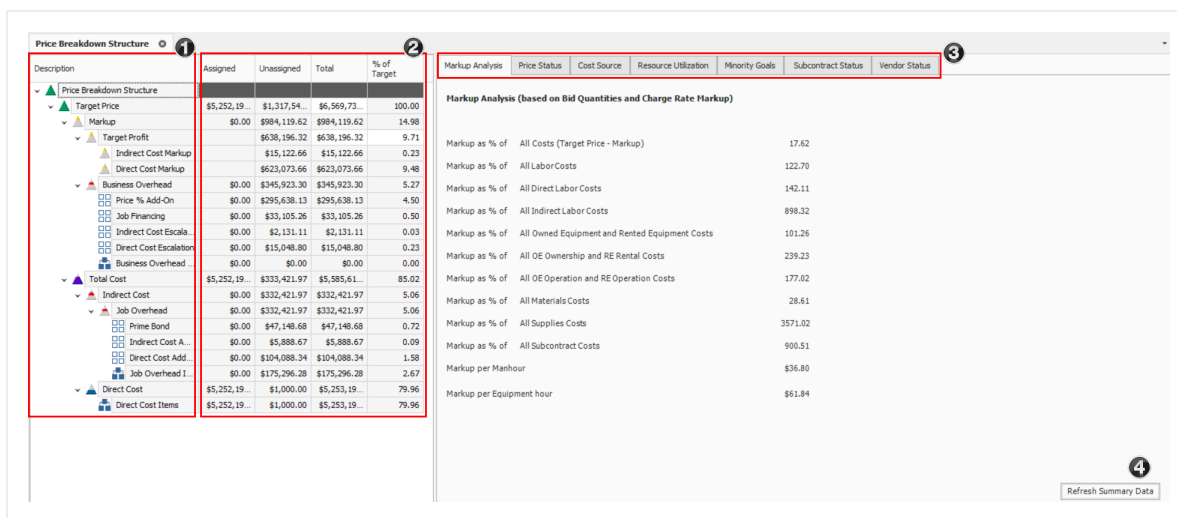 Price Breakdown Structure
1
2
3
4
Description Assigned Unassigned Total % of Target
Price Breakdown Structure
Target Price $5,252,19... $1,317,54... $6,569,73... 100.00
Markup $0.00 $984,119.62 $984,119.62 14.98
Target Profit $638,196.32 $638,196.32 9.71
Indirect Cost Markup $15,122.66 $15,122.66 0.23
Direct Cost Markup $623,073.66 $623,073.66 9.48
Business Overhead $0.00 $345,923.30 $345,923.30 5.27
Price % Add-On $0.00 $295,638.13 $295,638.13 4.50
Job Financing $0.00 $33,105.26 $33,105.26 0.50
Indirect Cost Escala... $0.00 $2,131.11 $2,131.11 0.03
Direct Cost Escalation $0.00 $15,048.80 $15,048.80 0.23
Business Overhead ... $0.00 $0.00 $0.00 0.00
Total Cost $5,252,19... $333,421.97 $5,585,61... 85.02
Indirect Cost $0.00 $332,421.97 $332,421.97 5.06
Job Overhead $0.00 $332,421.97 $332,421.97 5.06
Prime Bond $0.00 $47,148.68 $47,148.68 0.72
Indirect Cost A... $0.00 $5,888.67 $5,888.67 0.09
Direct Cost Add... $0.00 $104,088.34 $104,088.34 1.58
Job Overhead I... $0.00 $175,296.28 $175,296.28 2.67
Direct Cost $5,252,19... $1,000.00 $5,253,19... 79.96
Direct Cost Items $5,252,19... $1,000.00 $5,253,19... 79.96
Markup Analysis Price Status Cost Source Resource Utilization Minority Goals Subcontract Status Vendor Status
Markup Analysis (based on Bid Quantities and Charge Rate Markup)
Markup as % of All Costs (Target Price - Markup) 17.62
Markup as % of All Labor Costs 122.70
Markup as % of All Direct Labor Costs 142.11
Markup as % of All Indirect Labor Costs 898.32
Markup as % of All Owned Equipment and Rented Equipment Costs 101.26
Markup as % of All OE Ownership and RE Rental Costs 239.23
Markup as % of All OE Operation and RE Operation Costs 177.02
Markup as % of All Materials Costs 28.61
Markup as % of All Supplies Costs 3571.02
Markup as % of All Subcontract Costs 900.51
Markup per Manhour $36.80
Markup per Equipment hour $61.84
Refresh Summary Data